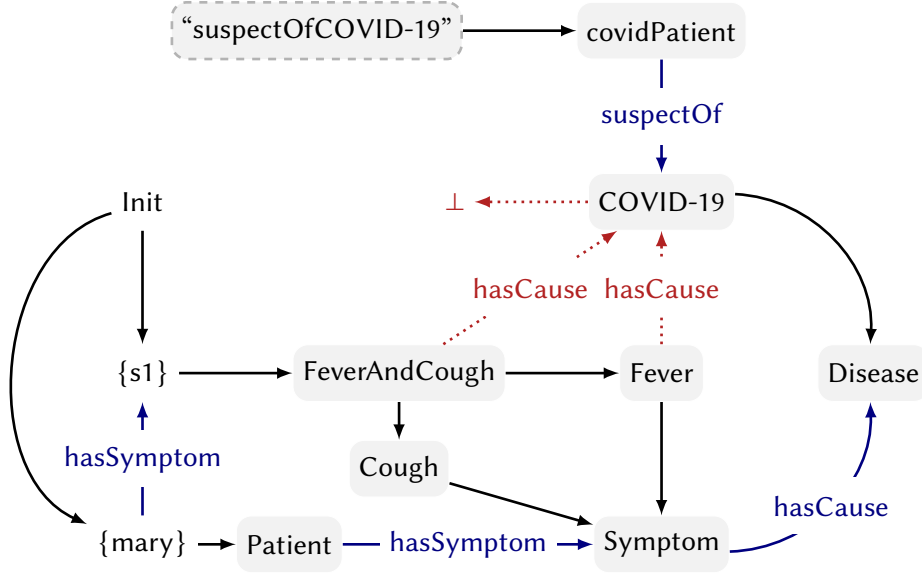 “suspectOfCOVID-19”
covidPatient
suspectOf
Init
⊥
COVID-19
hasCause
hasCause
{s1}
FeverAndCough
Fever
Disease
hasSymptom
Cough
hasCause
{mary}
Patient
hasSymptom
Symptom